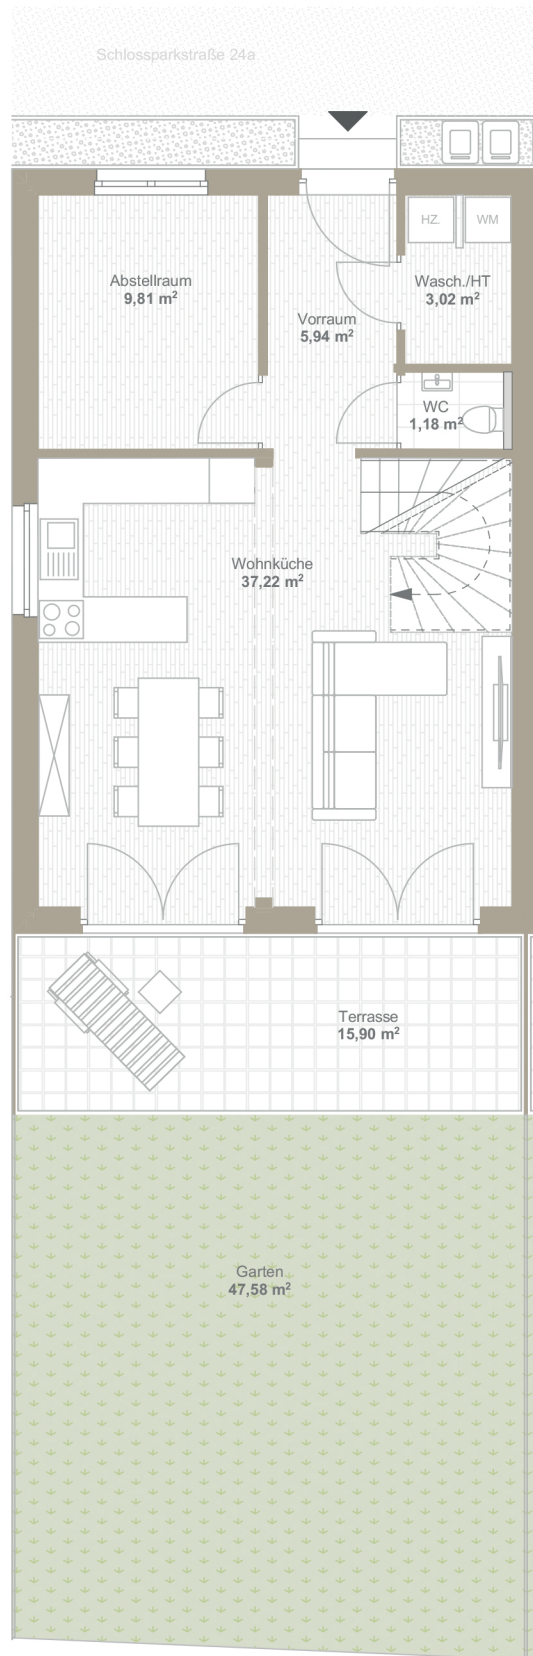 Schlossparkstraße 24a
HZ.
WM
Abstellraum
9,81 m²
Wasch./HT
3,02 m²
Vorraum
5,94 m²
WC
1,18 m²
Wohnküche
37,22 m²
Terrasse
15,90 m²
Garten
47,58 m²